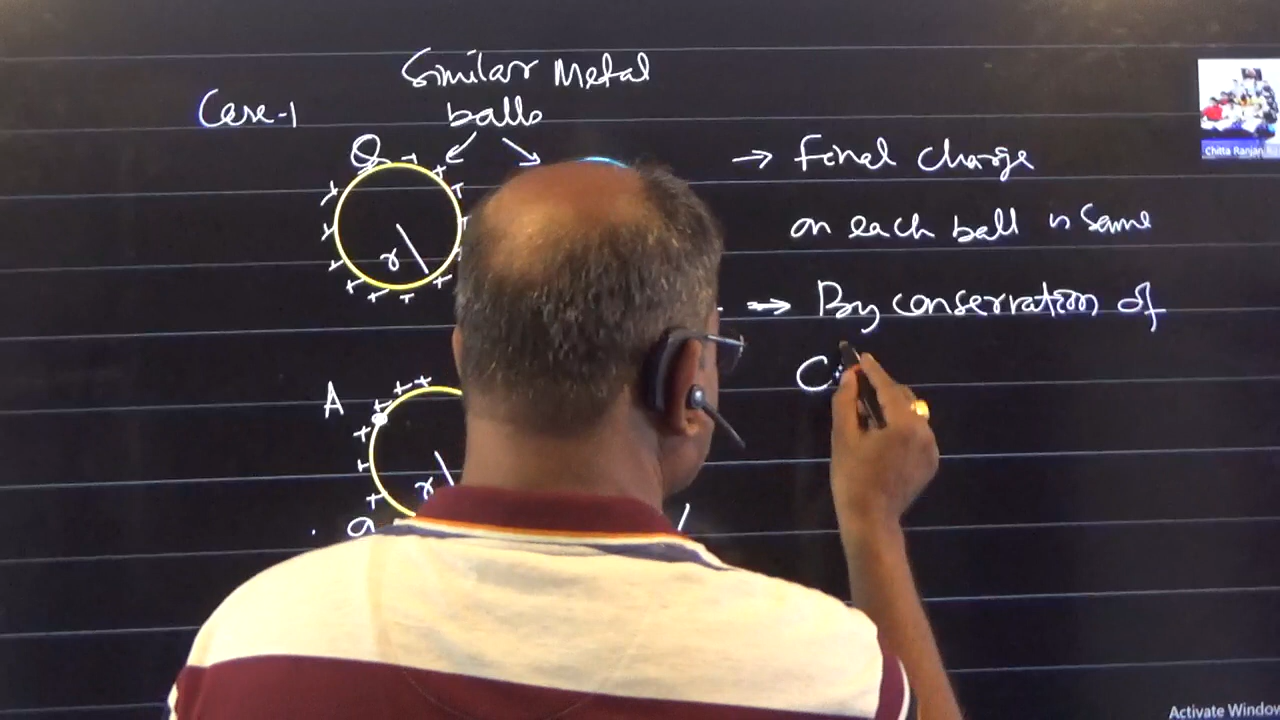 Similar Metal
Case-1
balls
Q
r
→ Final charge
on each ball is same
→ By conservation of
C
A
r
q
Chitta Ranjan
Activate Window